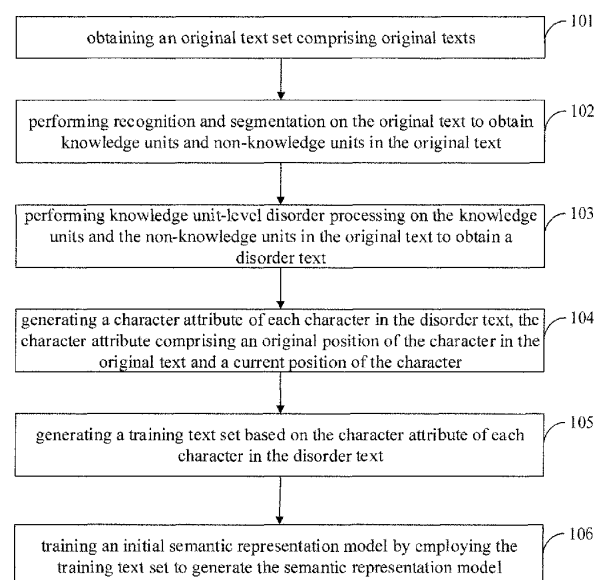 101
obtaining an original text set comprising original texts
102
performing recognition and segmentation on the original text to obtain
knowledge units and non-knowledge units in the original text
103
performing knowledge unit-level disorder processing on the knowledge
units and the non-knowledge units in the original text to obtain a
disorder text
104
generating a character attribute of each character in the disorder text, the
character attribute comprising an original position of the character in the
original text and a current position of the character
105
generating a training text set based on the character attribute of each
character in the disorder text
106
training an initial semantic representation model by employing the
training text set to generate the semantic representation model